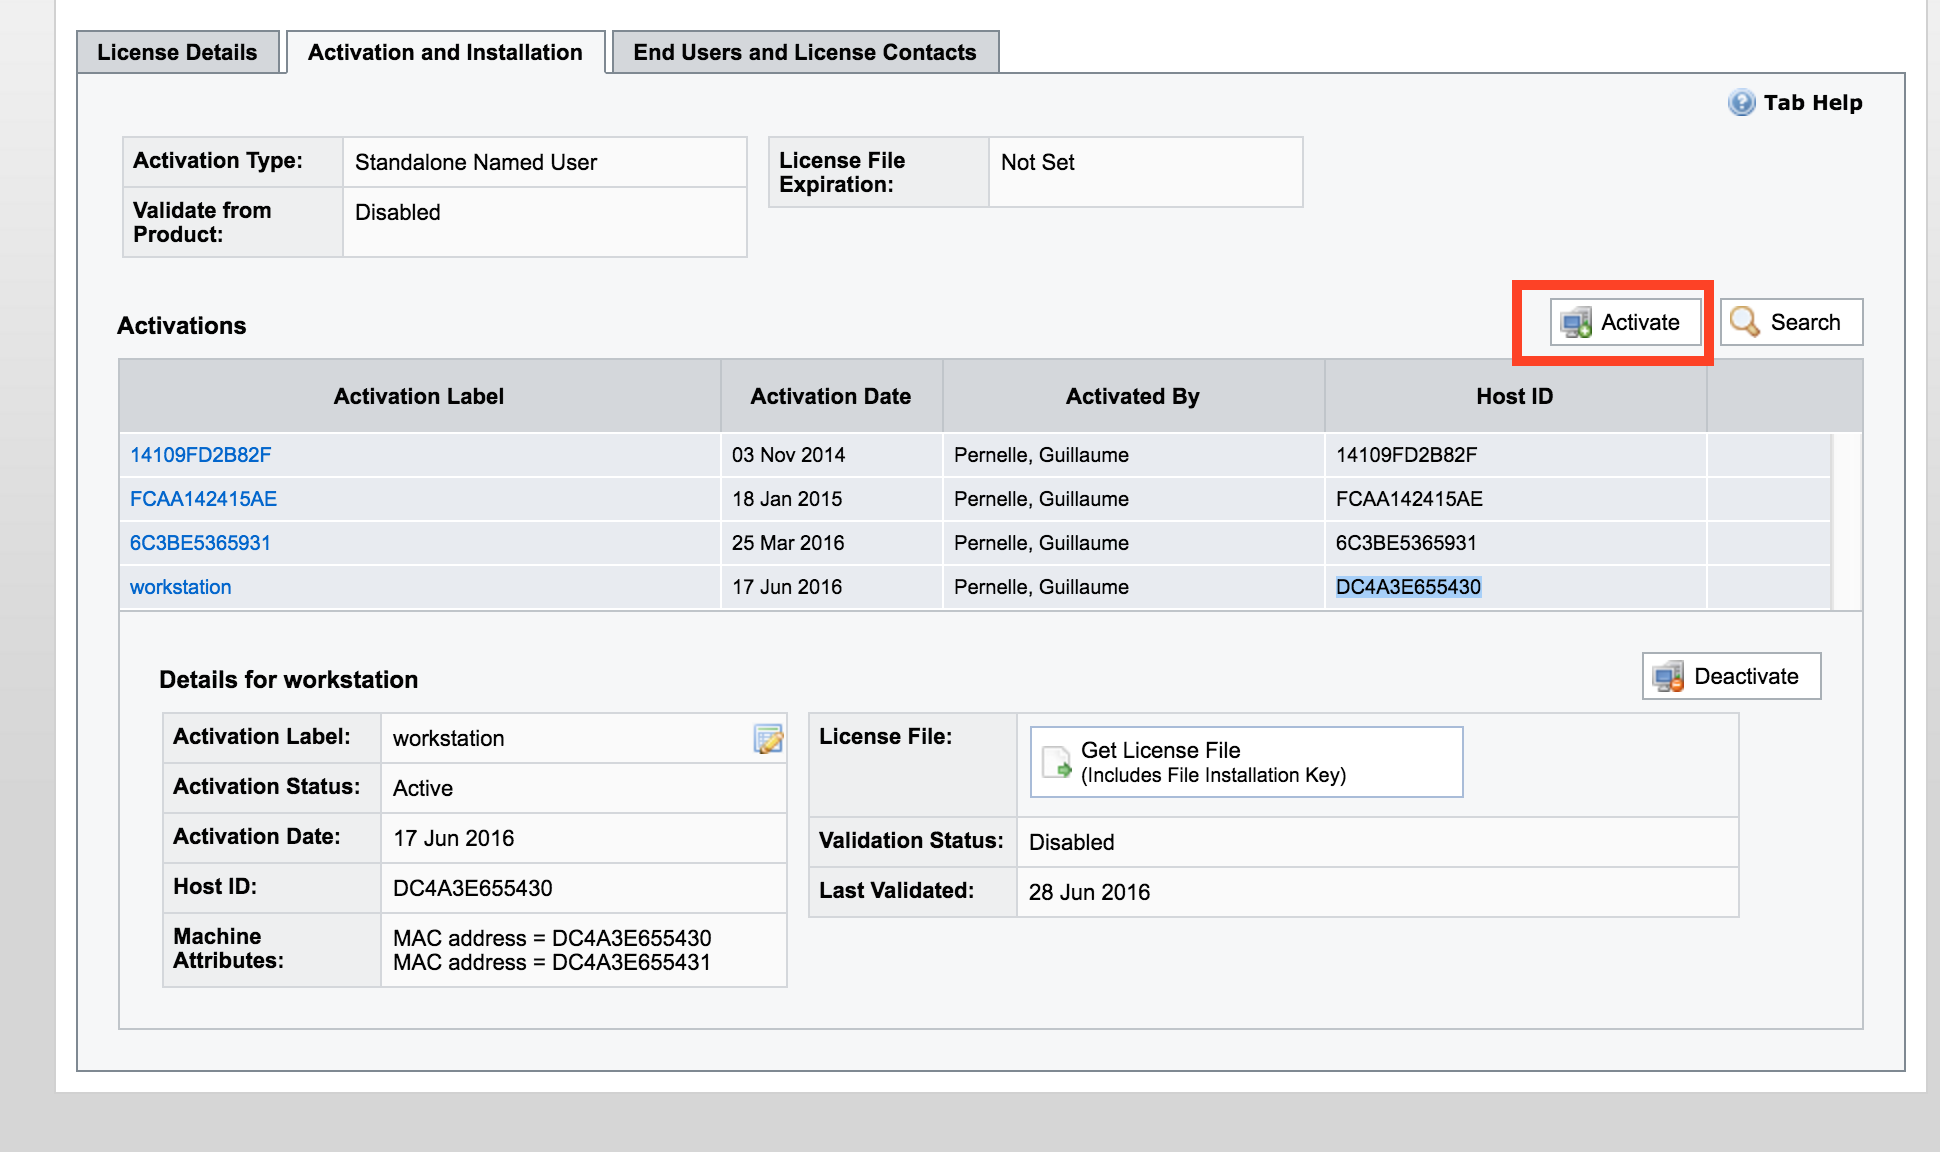 License Details
Activation and Installation
End Users and License Contacts
Tab Help
Activation Type:
Standalone Named User
Validate from
Product:
Disabled
License File
Expiration:
Not Set
Activations
Activate
Search
Activation Label
Activation Date
Activated By
Host ID
14109FD2B82F
03 Nov 2014
Pernelle, Guillaume
14109FD2B82F
FCAA142415AE
18 Jan 2015
Pernelle, Guillaume
FCAA142415AE
6C3BE5365931
25 Mar 2016
Pernelle, Guillaume
6C3BE5365931
workstation
17 Jun 2016
Pernelle, Guillaume
DC4A3E655430
Details for workstation
Deactivate
Activation Label:
workstation
Activation Status:
Active
Activation Date:
17 Jun 2016
Host ID:
DC4A3E655430
Machine
Attributes:
MAC address = DC4A3E655430
MAC address = DC4A3E655431
License File:
Get License File
(Includes File Installation Key)
Validation Status:
Disabled
Last Validated:
28 Jun 2016